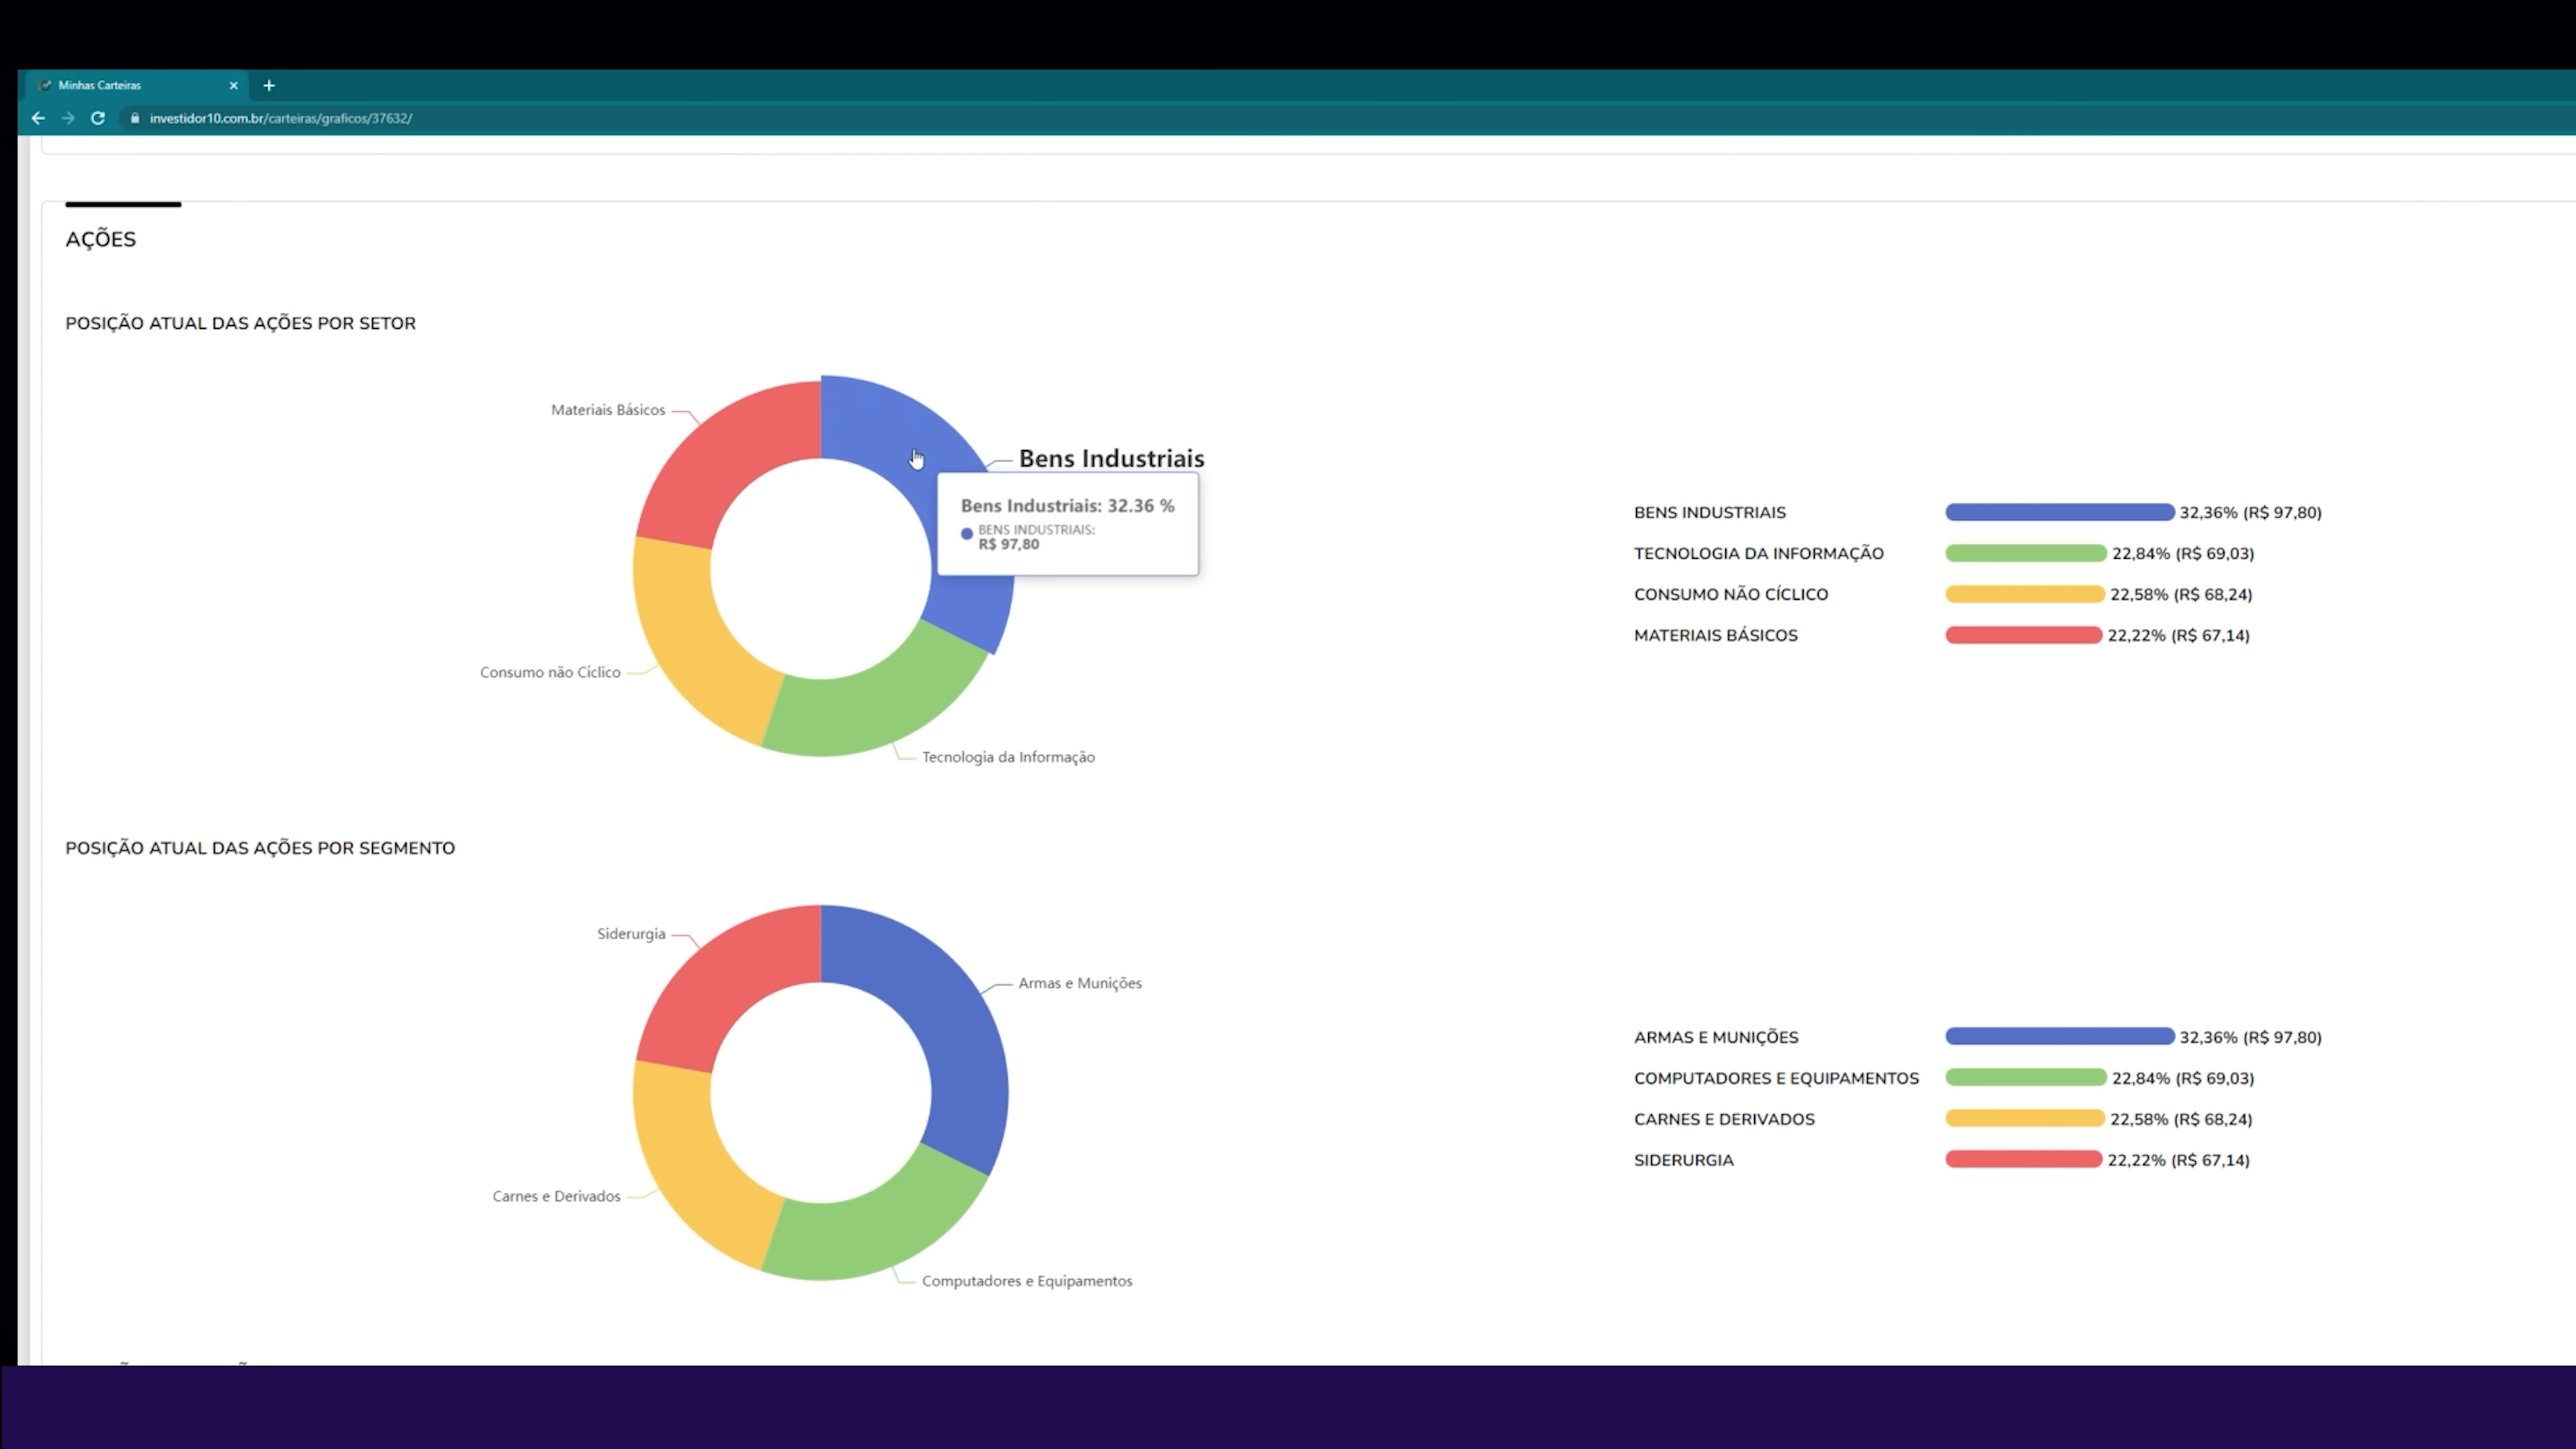 Minhas Carteiras
investidor10.com.br/carteiras/graficos/37632/
AÇÕES
POSIÇÃO ATUAL DAS AÇÕES POR SETOR
Materiais Básicos
Bens Industriais
Bens Industriais: 32.36 %
BENS INDUSTRIAIS:
R$ 97,80
Consumo não Cíclico
Tecnologia da Informação
BENS INDUSTRIAIS 32,36% (R$ 97,80)
TECNOLOGIA DA INFORMAÇÃO 22,84% (R$ 69,03)
CONSUMO NÃO CÍCLICO 22,58% (R$ 68,24)
MATERIAIS BÁSICOS 22,22% (R$ 67,14)
POSIÇÃO ATUAL DAS AÇÕES POR SEGMENTO
Siderurgia
Armas e Munições
Carnes e Derivados
Computadores e Equipamentos
ARMAS E MUNIÇÕES 32,36% (R$ 97,80)
COMPUTADORES E EQUIPAMENTOS 22,84% (R$ 69,03)
CARNES E DERIVADOS 22,58% (R$ 68,24)
SIDERURGIA 22,22% (R$ 67,14)